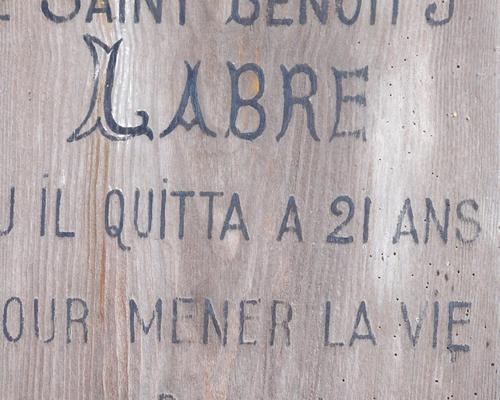 SAINT BENOIT J
LABRE
U IL QUITTA A 21 ANS
OUR MENER LA VIE